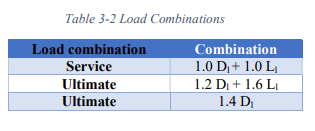 Table 3-2 Load Combinations
Load combination Combination
Service 1.0 Dl + 1.0 Ll
Ultimate 1.2 Dl + 1.6 Ll
Ultimate 1.4 Dl